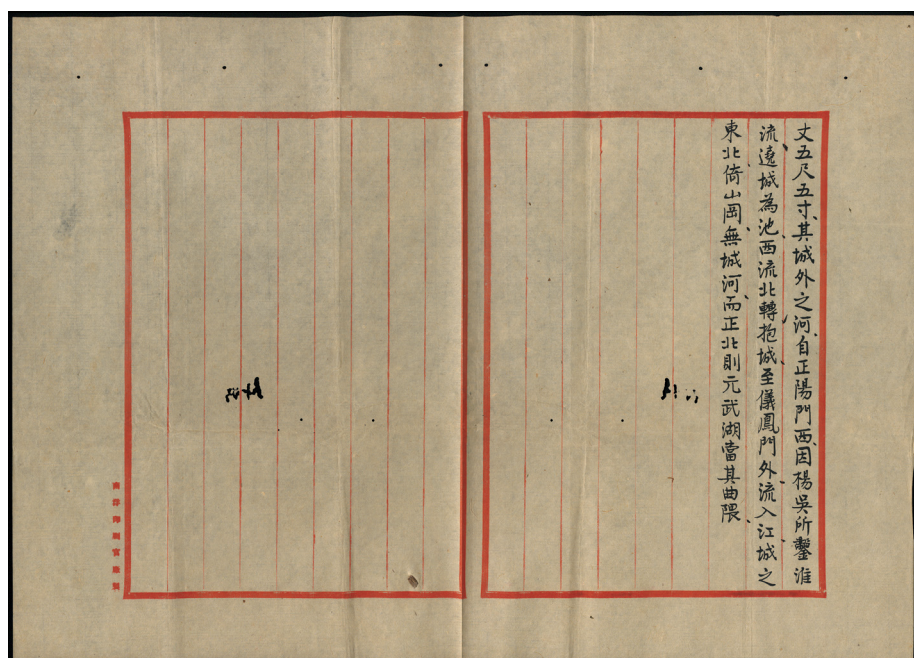 丈五尺五寸其城外之河自正陽門西因楊吳所鑿淮
流遶城為池西流北轉抱城至儀鳳門外流入江城之
東北倚山岡無城河而正北則元武湖當其曲隈